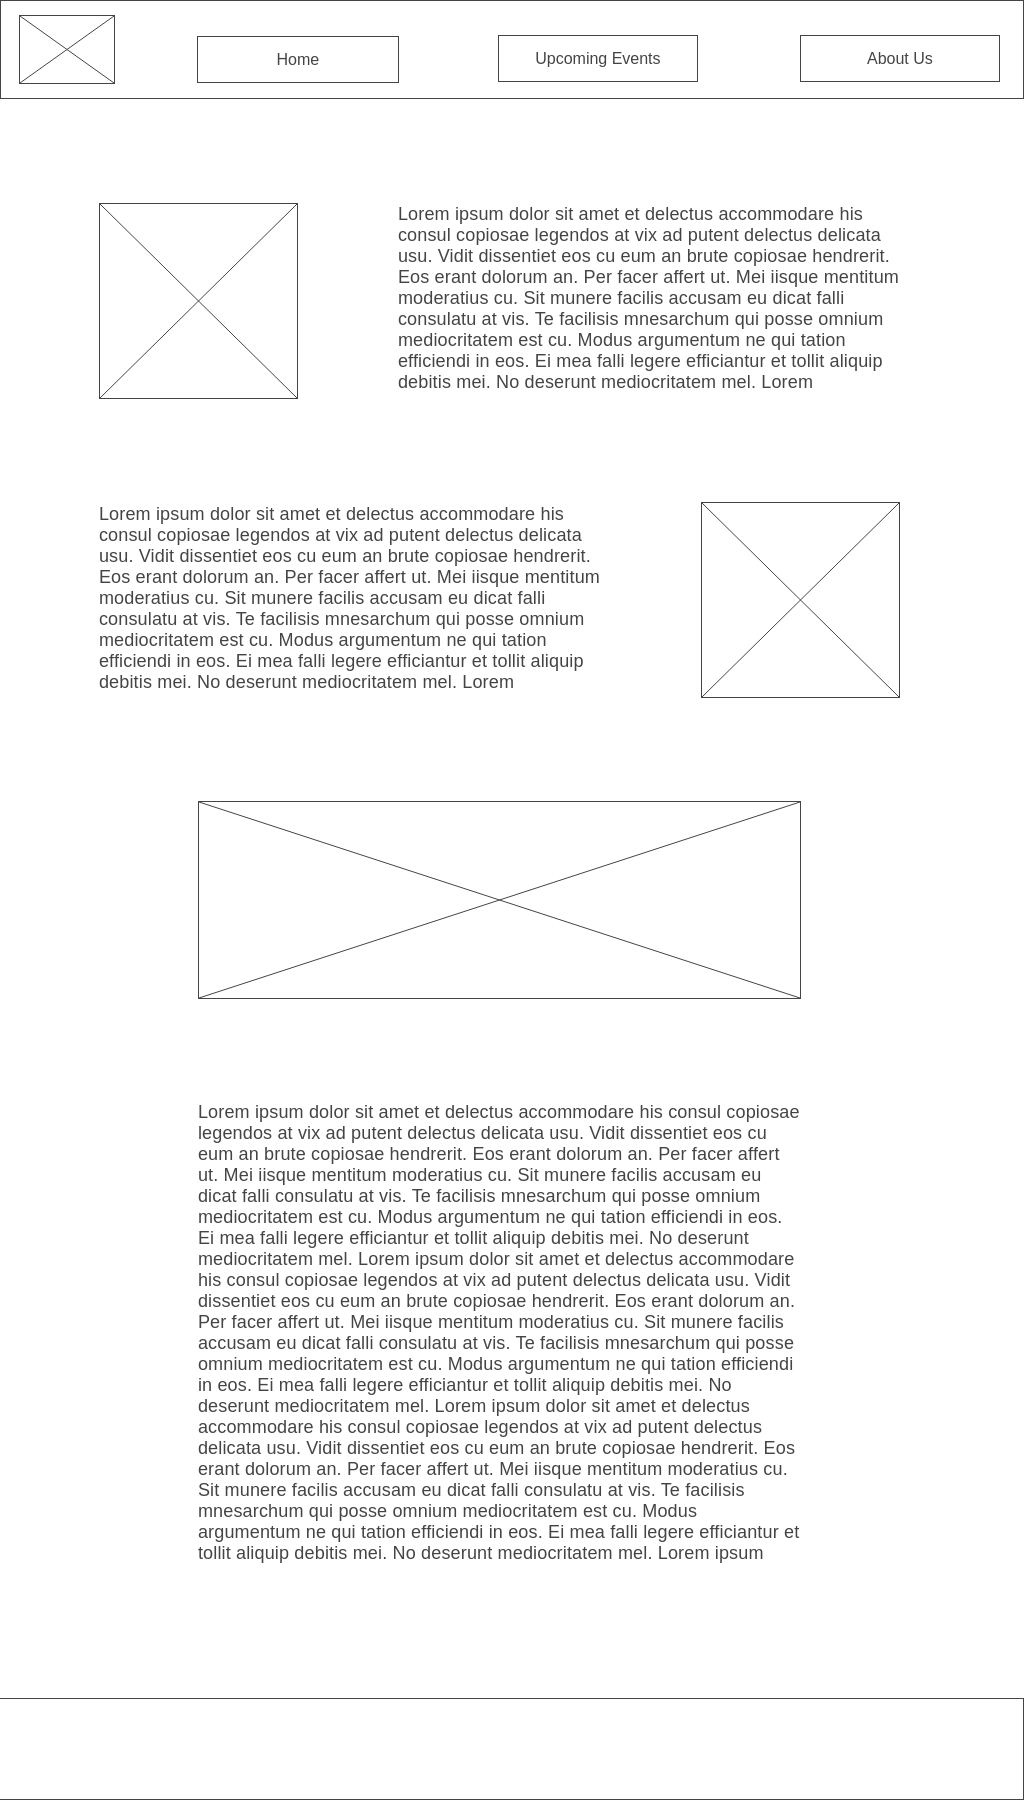 Home
Upcoming Events
About Us
Lorem ipsum dolor sit amet et delectus accommodare his
consul copiosae legendos at vix ad putent delectus delicata
usu. Vidit dissentiet eos cu eum an brute copiosae hendrerit.
Eos erant dolorum an. Per facer affert ut. Mei iisque mentitum
moderatius cu. Sit munere facilis accusam eu dicat falli
consulatu at vis. Te facilisis mnesarchum qui posse omnium
mediocritatem est cu. Modus argumentum ne qui tation
efficiendi in eos. Ei mea falli legere efficiantur et tollit aliquip
debitis mei. No deserunt mediocritatem mel. Lorem
Lorem ipsum dolor sit amet et delectus accommodare his
consul copiosae legendos at vix ad putent delectus delicata
usu. Vidit dissentiet eos cu eum an brute copiosae hendrerit.
Eos erant dolorum an. Per facer affert ut. Mei iisque mentitum
moderatius cu. Sit munere facilis accusam eu dicat falli
consulatu at vis. Te facilisis mnesarchum qui posse omnium
mediocritatem est cu. Modus argumentum ne qui tation
efficiendi in eos. Ei mea falli legere efficiantur et tollit aliquip
debitis mei. No deserunt mediocritatem mel. Lorem
Lorem ipsum dolor sit amet et delectus accommodare his consul copiosae
legendos at vix ad putent delectus delicata usu. Vidit dissentiet eos cu
eum an brute copiosae hendrerit. Eos erant dolorum an. Per facer affert
ut. Mei iisque mentitum moderatius cu. Sit munere facilis accusam eu
dicat falli consulatu at vis. Te facilisis mnesarchum qui posse omnium
mediocritatem est cu. Modus argumentum ne qui tation efficiendi in eos.
Ei mea falli legere efficiantur et tollit aliquip debitis mei. No deserunt
mediocritatem mel. Lorem ipsum dolor sit amet et delectus accommodare
his consul copiosae legendos at vix ad putent delectus delicata usu. Vidit
dissentiet eos cu eum an brute copiosae hendrerit. Eos erant dolorum an.
Per facer affert ut. Mei iisque mentitum moderatius cu. Sit munere facilis
accusam eu dicat falli consulatu at vis. Te facilisis mnesarchum qui posse
omnium mediocritatem est cu. Modus argumentum ne qui tation efficiendi
in eos. Ei mea falli legere efficiantur et tollit aliquip debitis mei. No
deserunt mediocritatem mel. Lorem ipsum dolor sit amet et delectus
accommodare his consul copiosae legendos at vix ad putent delectus
delicata usu. Vidit dissentiet eos cu eum an brute copiosae hendrerit. Eos
erant dolorum an. Per facer affert ut. Mei iisque mentitum moderatius cu.
Sit munere facilis accusam eu dicat falli consulatu at vis. Te facilisis
mnesarchum qui posse omnium mediocritatem est cu. Modus
argumentum ne qui tation efficiendi in eos. Ei mea falli legere efficiantur et
tollit aliquip debitis mei. No deserunt mediocritatem mel. Lorem ipsum